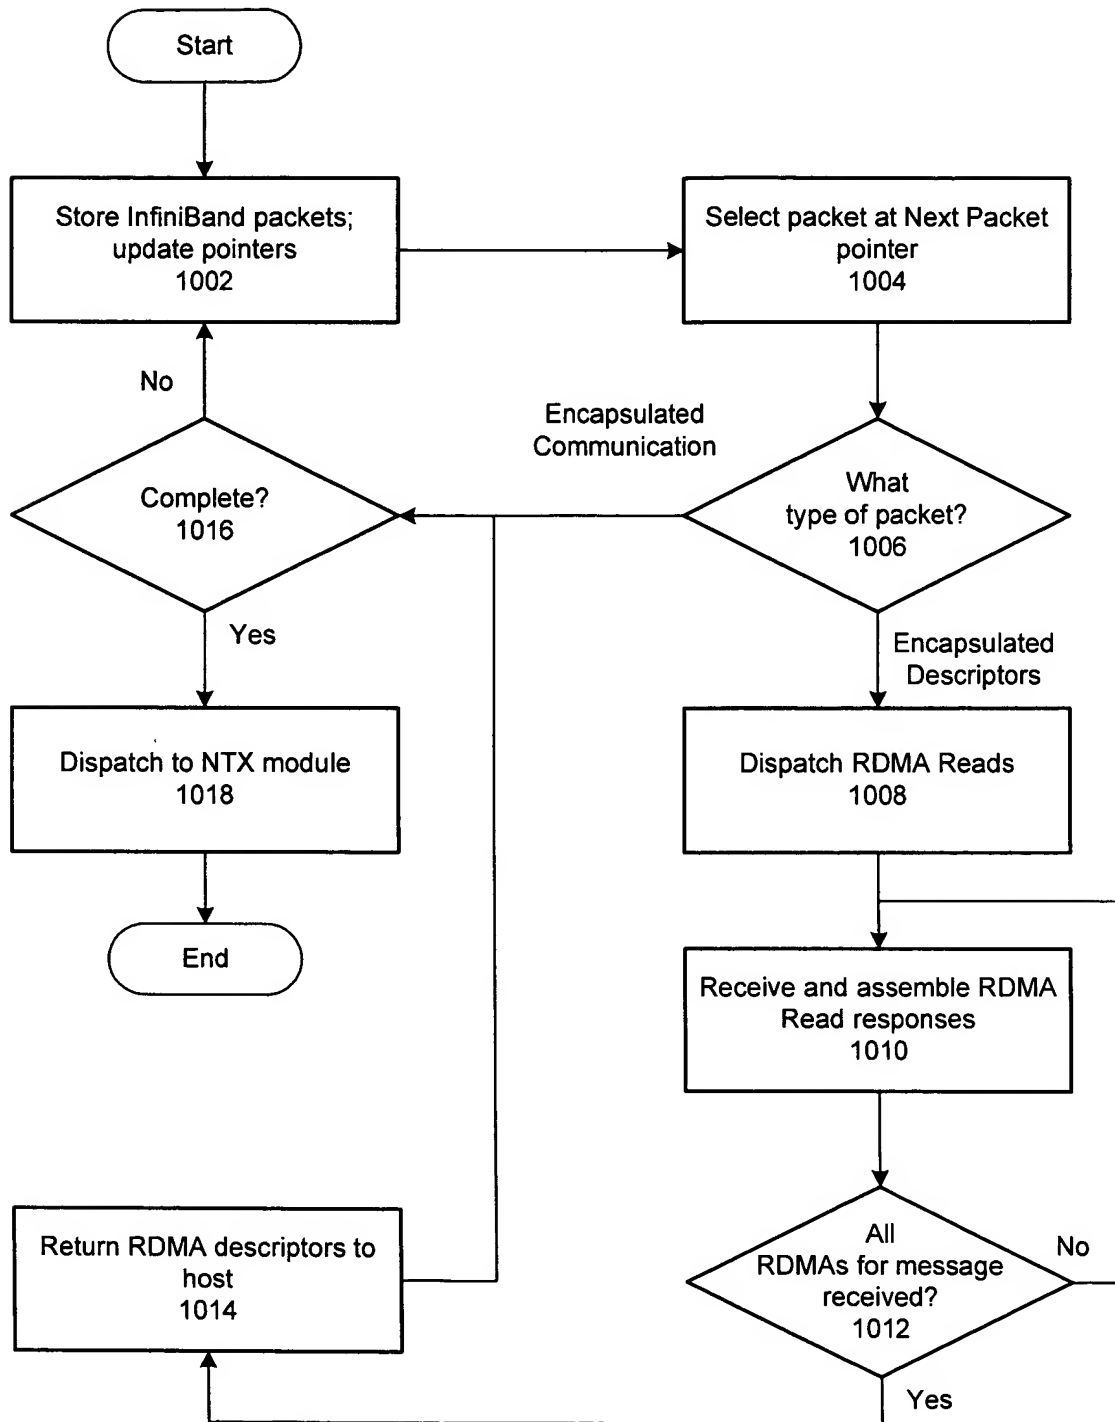 Start
Store InfiniBand packets;
update pointers
1002
Select packet at Next Packet
pointer
1004
No
Encapsulated
Communication
Complete?
1016
What
type of packet?
1006
Yes
Encapsulated
Descriptors
Dispatch to NTX module
1018
Dispatch RDMA Reads
1008
End
Receive and assemble RDMA
Read responses
1010
Return RDMA descriptors to
host
1014
All
RDMAs for message
received?
1012
No
Yes